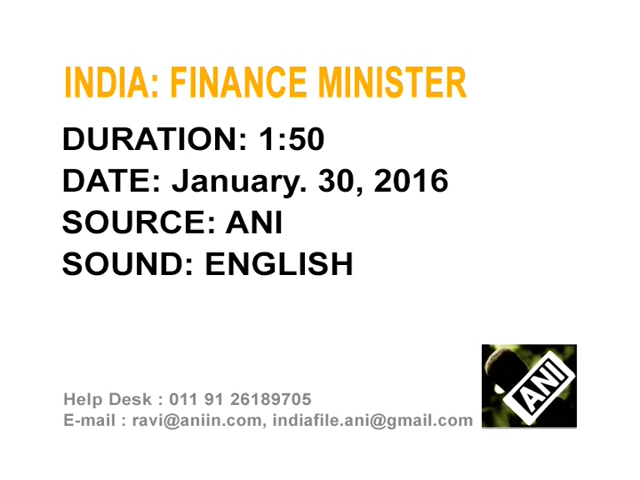 INDIA: FINANCE MINISTER
DURATION: 1:50
DATE: January. 30, 2016
SOURCE: ANI
SOUND: ENGLISH
Help Desk : 011 91 26189705
E-mail : ravi@aniin.com, indiafile.ani@gmail.com
ANI